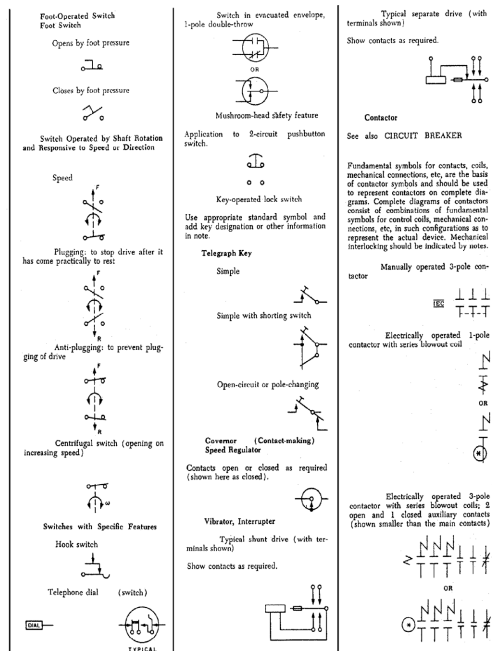 Foot-Operated Switch
Foot Switch
Opens by foot pressure
Closes by foot pressure
Switch Operated by Shaft Rotation
and Responsive to Speed or Direction
Speed
F
R
Plugging: to stop drive after it
has come practically to rest
F
R
Anti-plugging: to prevent plug-
ging of drive
F
R
Centrifugal switch (opening on
increasing speed)
ω
Switches with Specific Features
Hook switch
Telephone dial (switch)
DIAL
TYPICAL
Switch in evacuated envelope,
1-pole double-throw
OR
Mushroom-head safety feature
Application to 2-circuit pushbutton
switch.
Key-operated lock switch
Use appropriate standard symbol and
add key designation or other information
in note.
Telegraph Key
Simple
Simple with shorting switch
Open-circuit or pole-changing
Governor (Contact-making)
Speed Regulator
Contacts open or closed as required
(shown here as closed).
Vibrator, Interrupter
Typical shunt drive (with ter-
minals shown)
Show contacts as required.
Typical separate drive (with
terminals shown)
Show contacts as required.
Contactor
See also CIRCUIT BREAKER
Fundamental symbols for contacts, coils,
mechanical connections, etc, are the basis
of contactor symbols and should be used
to represent contactors on complete dia-
grams. Complete diagrams of contactors
consist of combinations of fundamental
symbols for control coils, mechanical con-
nections, etc, in such configurations as to
represent the actual device. Mechanical
interlocking should be indicated by notes.
Manually operated 3-pole con-
tactor
IEC
Electrically operated 1-pole
contactor with series blowout coil
OR
*
Electrically operated 3-pole
contactor with series blowout coils; 2
open and 1 closed auxiliary contacts
(shown smaller than the main contacts)
OR
*